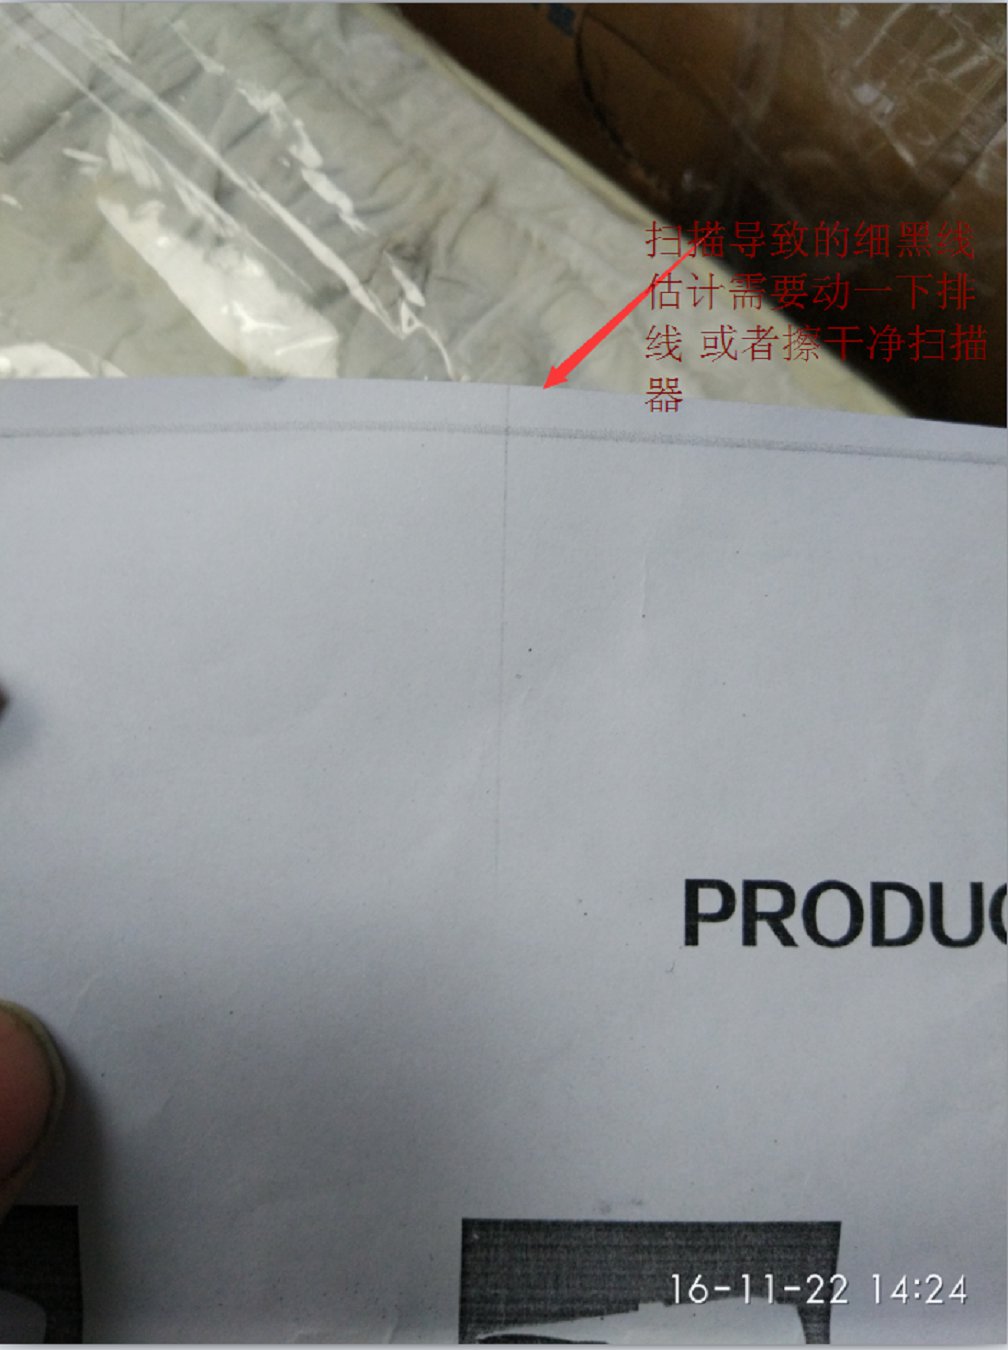 扫描导致的细黑线
估计需要动一下排
线 或者擦干净扫描
器
PRODUC
16-11-22 14:24